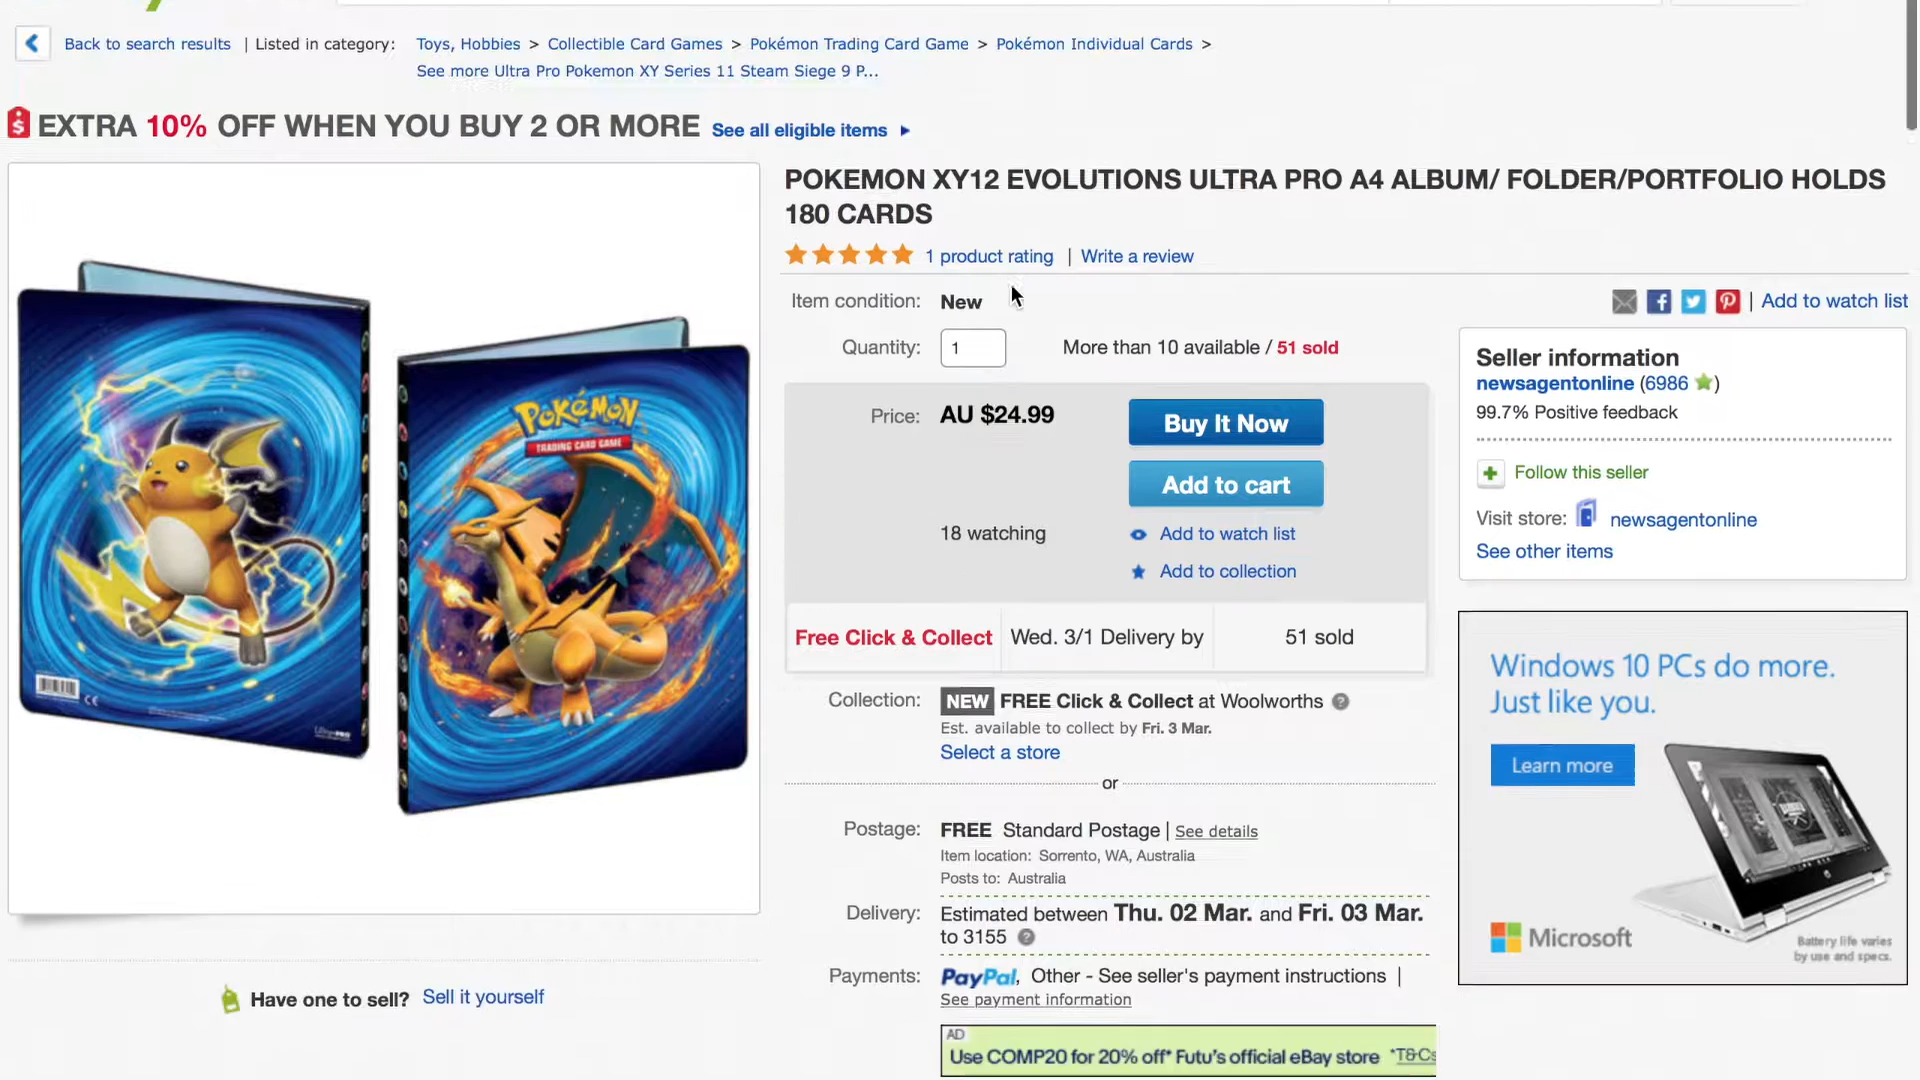 Back to search results | Listed in category: Toys, Hobbies > Collectible Card Games > Pokémon Trading Card Game > Pokémon Individual Cards >
See more Ultra Pro Pokemon XY Series 11 Steam Siege 9 P...
EXTRA 10% OFF WHEN YOU BUY 2 OR MORE See all eligible items
POKEMON XY12 EVOLUTIONS ULTRA PRO A4 ALBUM/ FOLDER/PORTFOLIO HOLDS
180 CARDS
1 product rating | Write a review
Item condition: New
| Add to watch list
Quantity: 1 More than 10 available / 51 sold
Price: AU $24.99 Buy It Now
Add to cart
18 watching Add to watch list
Add to collection
Free Click & Collect Wed. 3/1 Delivery by 51 sold
Collection: NEW FREE Click & Collect at Woolworths
Est. available to collect by Fri. 3 Mar.
Select a store
or
Postage: FREE Standard Postage | See details
Item location: Sorrento, WA, Australia
Posts to: Australia
Delivery: Estimated between Thu. 02 Mar. and Fri. 03 Mar.
to 3155
Payments: PayPal, Other - See seller's payment instructions |
See payment information
AD
Use COMP20 for 20% off* Futu's official eBay store *T&Cs
Seller information
newsagentonline (6986)
99.7% Positive feedback
Follow this seller
Visit store: newsagentonline
See other items
Windows 10 PCs do more.
Just like you.
Learn more
Microsoft
Battery life varies
by use and specs.
POKéMON
TRADING CARD GAME
Have one to sell? Sell it yourself